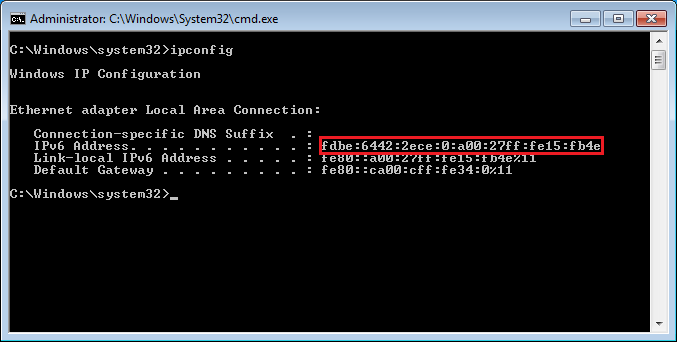 Administrator: C:\Windows\System32\cmd.exe
C:\Windows\system32>ipconfig
Windows IP Configuration
Ethernet adapter Local Area Connection:
Connection-specific DNS Suffix  . :
IPv6 Address. . . . . . . . . . . : fdbe:6442:2ece:0:a00:27ff:fe15:fb4e
Link-local IPv6 Address . . . . . : fe80::a00:27ff:fe15:fb4e%11
Default Gateway . . . . . . . . . : fe80::ca00:cff:fe34:0%11
C:\Windows\system32>_